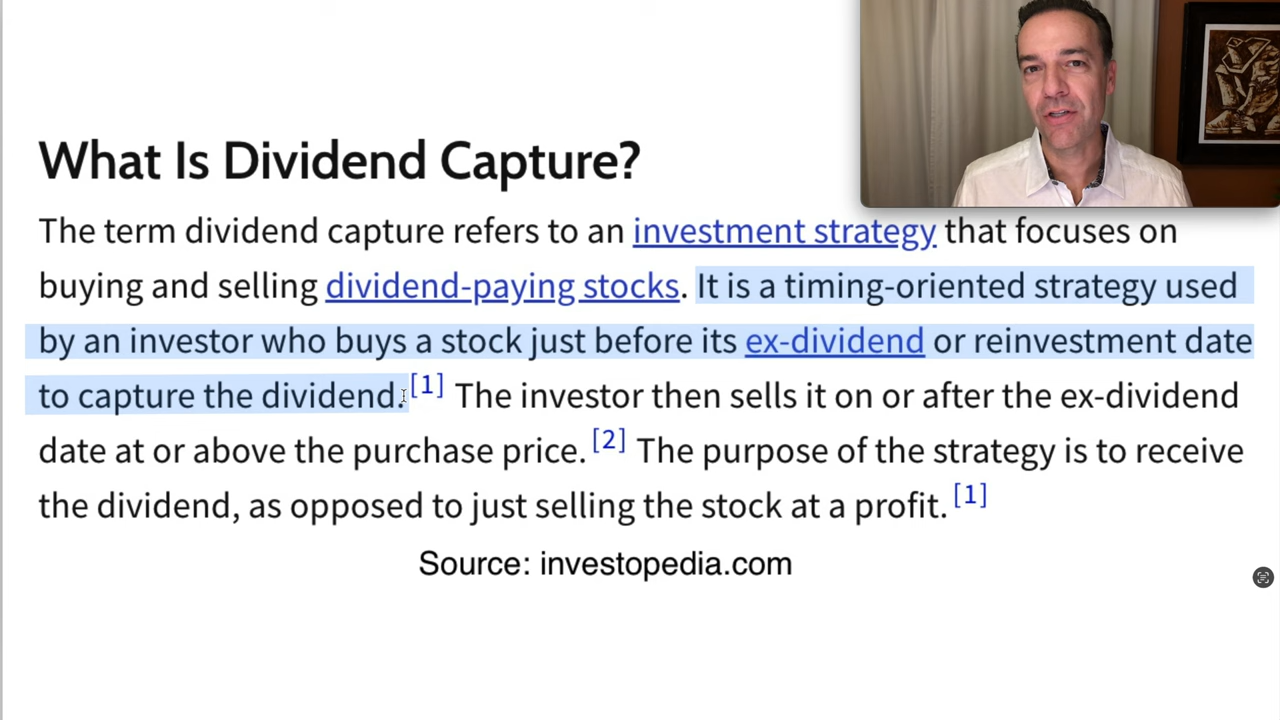 What Is Dividend Capture?
The term dividend capture refers to an investment strategy that focuses on
buying and selling dividend-paying stocks. It is a timing-oriented strategy used
by an investor who buys a stock just before its ex-dividend or reinvestment date
to capture the dividend.[1] The investor then sells it on or after the ex-dividend
date at or above the purchase price.[2] The purpose of the strategy is to receive
the dividend, as opposed to just selling the stock at a profit.[1]
Source: investopedia.com